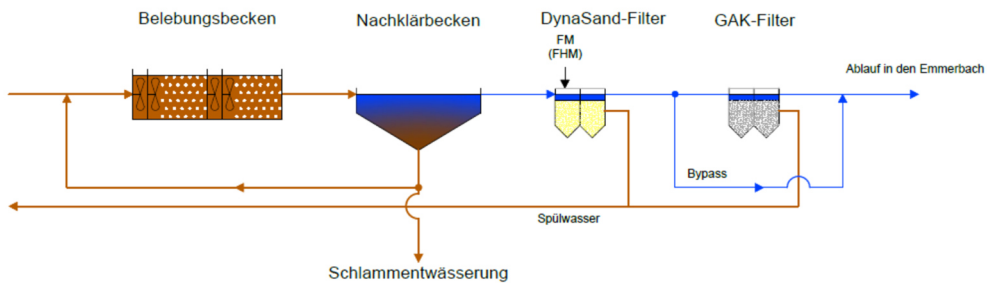 Belebungsbecken
Nachklärbecken
DynaSand-Filter
GAK-Filter
FM
(FHM)
Ablauf in den Emmerbach
Bypass
Spülwasser
Schlammentwässerung